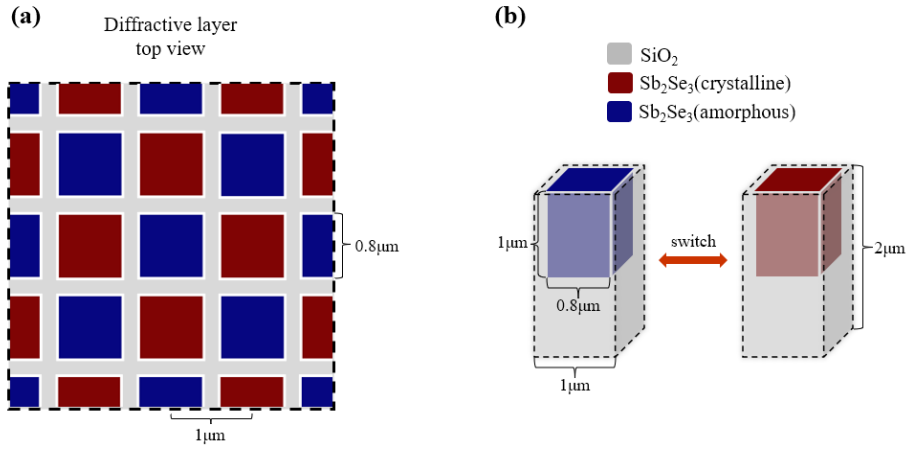 (a)
Diffractive layer
top view
0.8μm
1μm
(b)
SiO₂
Sb₂Se₃(crystalline)
Sb₂Se₃(amorphous)
1μm
0.8μm
1μm
switch
2μm